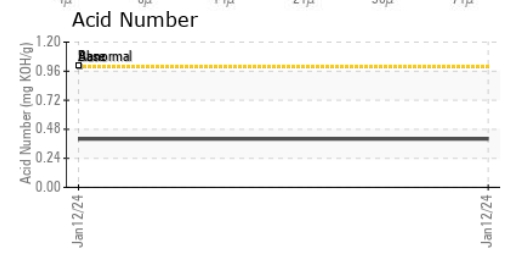 Acid Number
1.20
Abnormal
0.96
0.72
0.48
0.24
0.00
Acid Number (mg KOH/g)
Jan12/24
Jan12/24